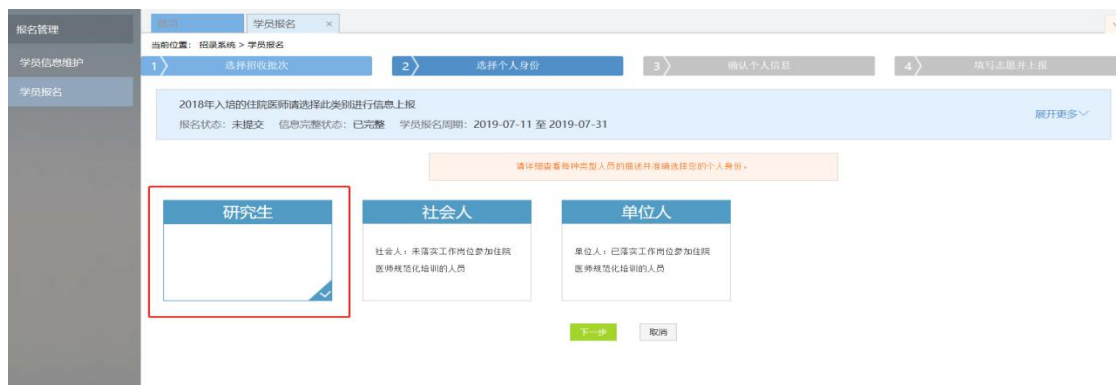 报名管理
学员信息维护
学员报名
首页
学员报名 ×
当前位置: 招录系统 > 学员报名
1 选择招收批次
2 选择个人身份
3 确认个人信息
4 填写志愿并上报
2018年入培的住院医师请选择此类别进行信息上报
报名状态: 未提交 信息完整状态: 已完整 学员报名周期: 2019-07-11 至 2019-07-31
展开更多
请详细查看每种类型人员的描述并准确选择您的个人身份。
研究生
社会人
社会人: 未落实工作岗位参加住院
医师规范化培训的人员
单位人
单位人: 已落实工作岗位参加住院
医师规范化培训的人员
下一步
取消